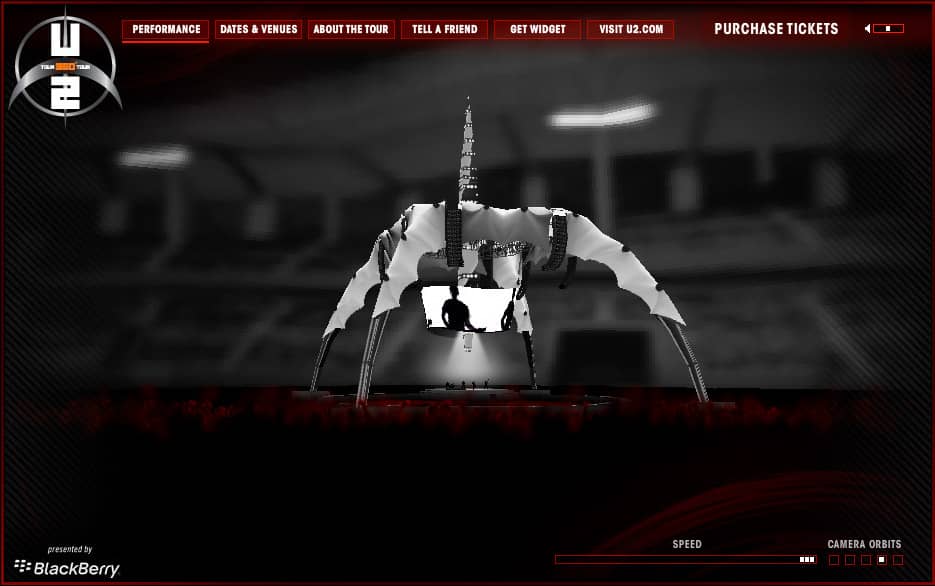 U
TOUR 360 TOUR
2
PERFORMANCE
DATES & VENUES
ABOUT THE TOUR
TELL A FRIEND
GET WIDGET
VISIT U2.COM
PURCHASE TICKETS
presented by
BlackBerry
SPEED
CAMERA ORBITS